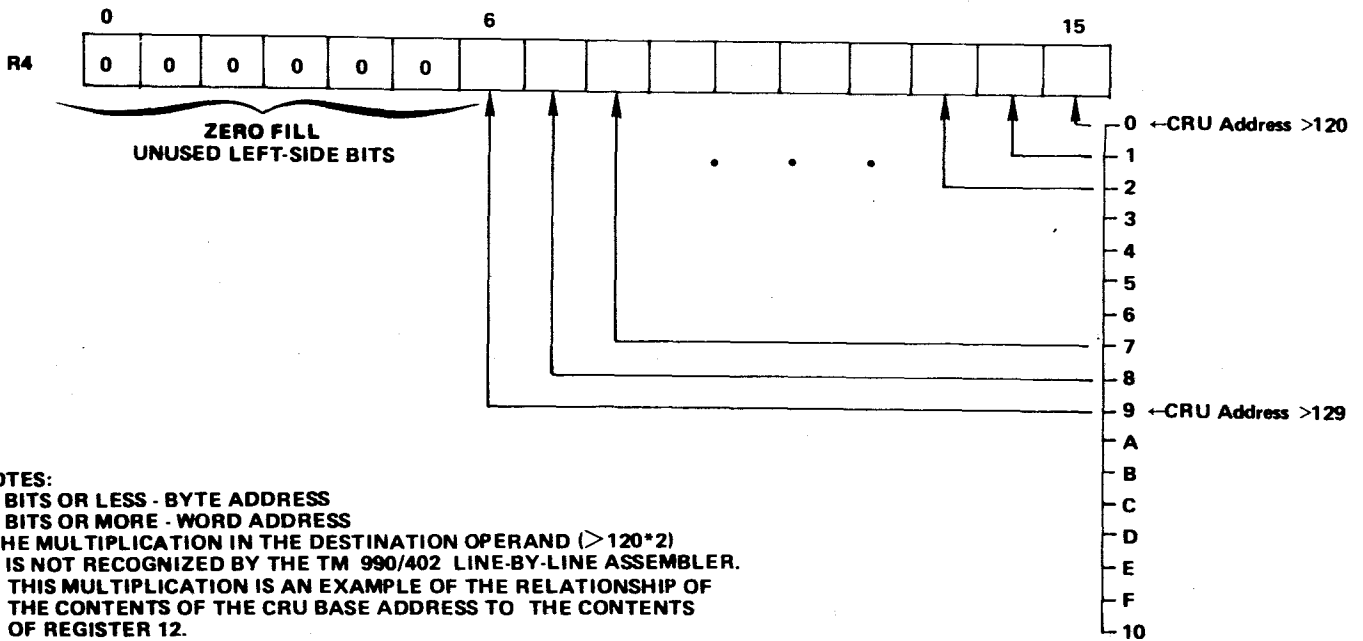 0 6 15
R4 0 0 0 0 0 0
ZERO FILL
UNUSED LEFT-SIDE BITS
0 ←CRU Address >120
1
2
3
4
5
6
7
8
9 ←CRU Address >129
A
B
C
D
E
F
10
OTES:
BITS OR LESS - BYTE ADDRESS
BITS OR MORE - WORD ADDRESS
HE MULTIPLICATION IN THE DESTINATION OPERAND (>120*2)
IS NOT RECOGNIZED BY THE TM 990/402 LINE-BY-LINE ASSEMBLER.
THIS MULTIPLICATION IS AN EXAMPLE OF THE RELATIONSHIP OF
THE CONTENTS OF THE CRU BASE ADDRESS TO THE CONTENTS
OF REGISTER 12.